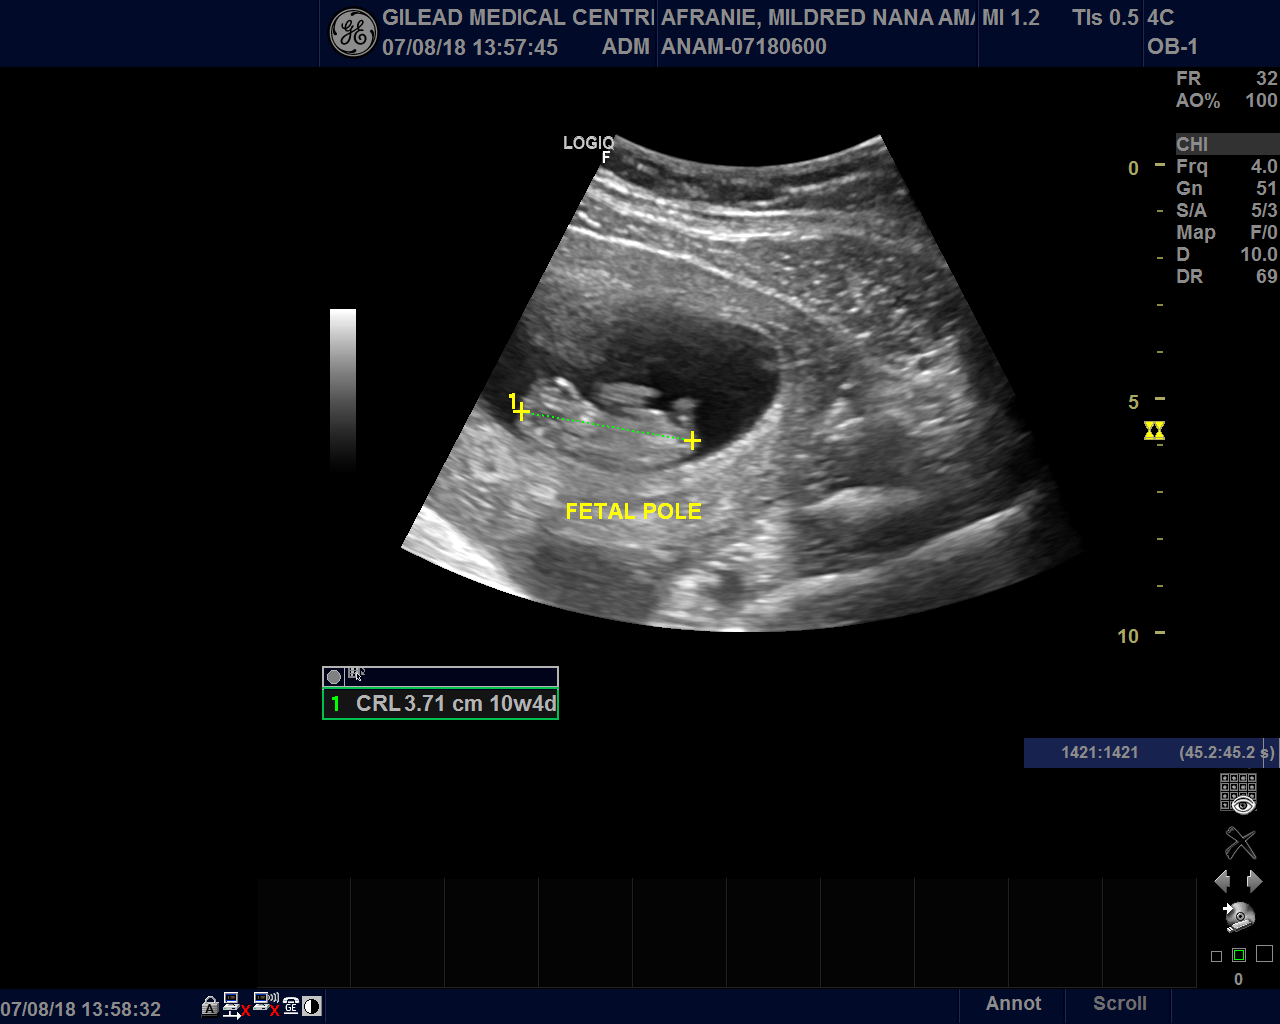 GILEAD MEDICAL CENTR
AFRANIE, MILDRED NANA AMA
MI 1.2
TIs 0.5
4C
07/08/18 13:57:45
ADM
ANAM-07180600
OB-1
FR 32
AO% 100
CHI
Frq 4.0
Gn 51
S/A 5/3
Map F/0
D 10.0
DR 69
LOGIQ
F
0
5
10
1
FETAL POLE
1 CRL 3.71 cm 10w4d
1421:1421 (45.2:45.2 s)
0
07/08/18 13:58:32
Annot
Scroll